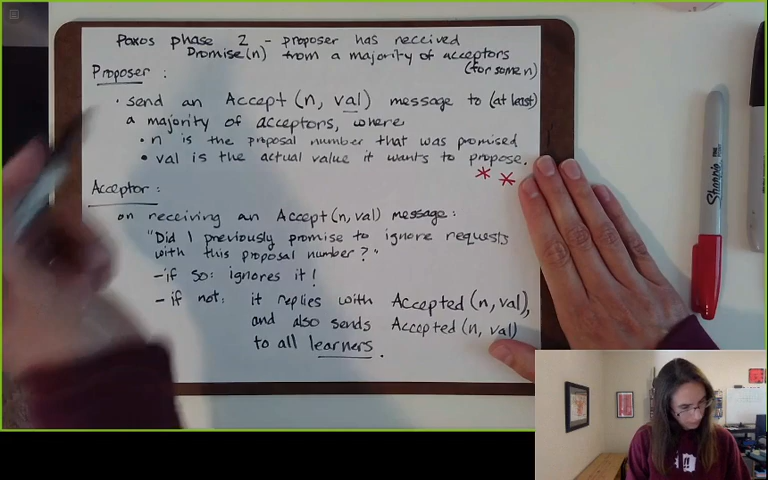 Paxos phase 2 - proposer has received
Promise(n) from a majority of acceptors
(for some n)
Proposer :
· send an Accept (n, val) message to (at least)
a majority of acceptors, where
• n is the proposal number that was promised
• val is the actual value it wants to propose.
* *
Acceptor :
on receiving an Accept(n,val) message:
"Did I previously promise to ignore requests
with this proposal number?"
- if so: ignores it!
- if not: it replies with Accepted (n, val),
and also sends Accepted (n, val)
to all learners.
Sharpie